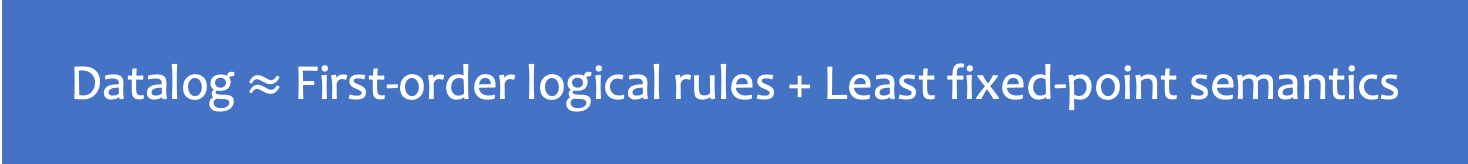 Datalog ≈ First-order logical rules + Least fixed-point semantics